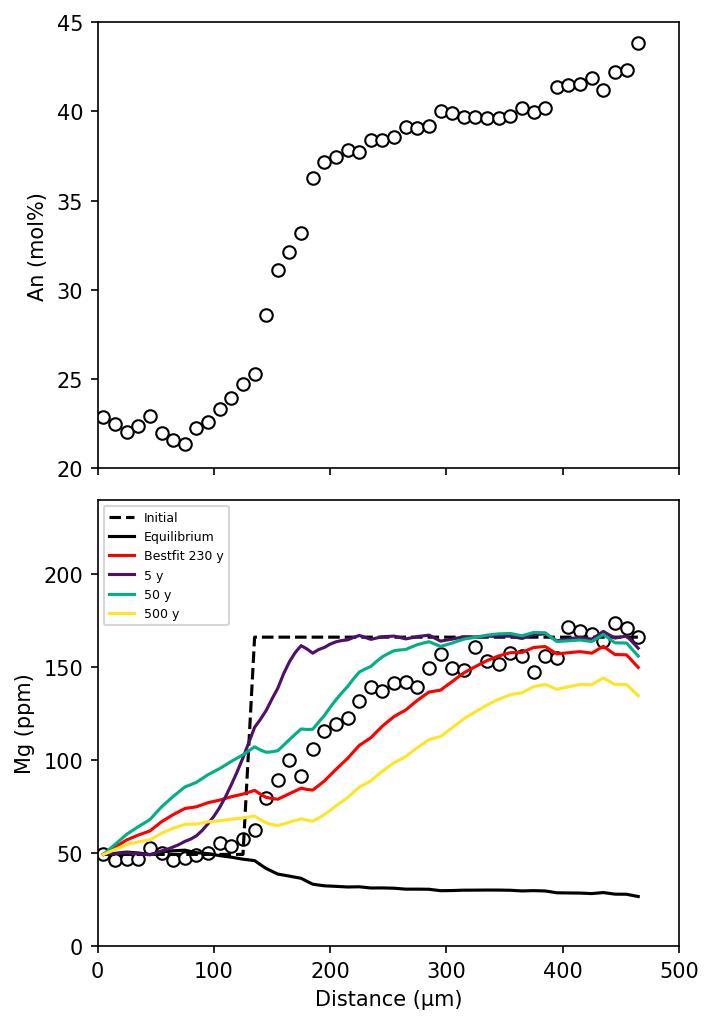 45
40
35
30
25
20
An (mol%)
Initial
Equilibrium
Bestfit 230 y
5 y
50 y
500 y
200
150
100
50
0
Mg (ppm)
0 100 200 300 400 500
Distance (μm)